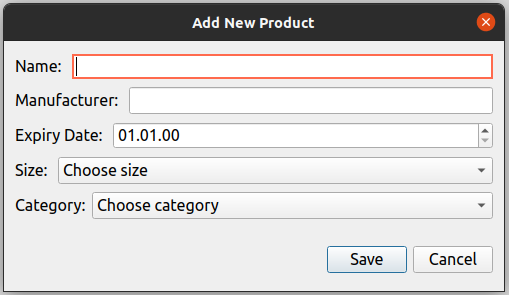 Add New Product
Name:
Manufacturer:
Expiry Date: 01.01.00
Size: Choose size
Category: Choose category
Save Cancel